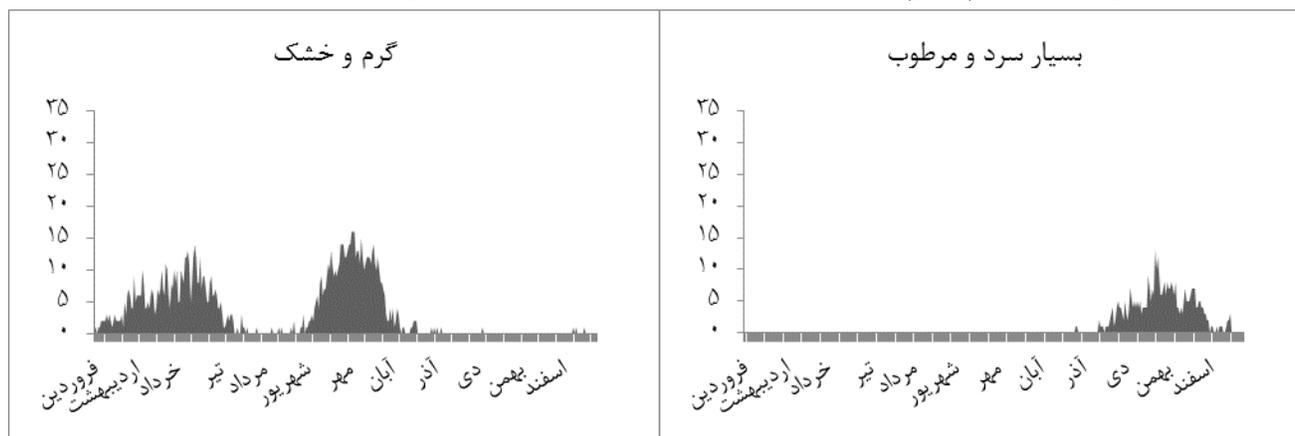 بسیار سرد و مرطوب
۳۵
۳۰
۲۵
۲۰
۱۵
۱۰
۵
۰
فروردین
اردیبهشت
خرداد
تیر
مرداد
شهریور
مهر
آبان
آذر
دی
بهمن
اسفند
گرم و خشک
۳۵
۳۰
۲۵
۲۰
۱۵
۱۰
۵
۰
فروردین
اردیبهشت
خرداد
تیر
مرداد
شهریور
مهر
آبان
آذر
دی
بهمن
اسفند